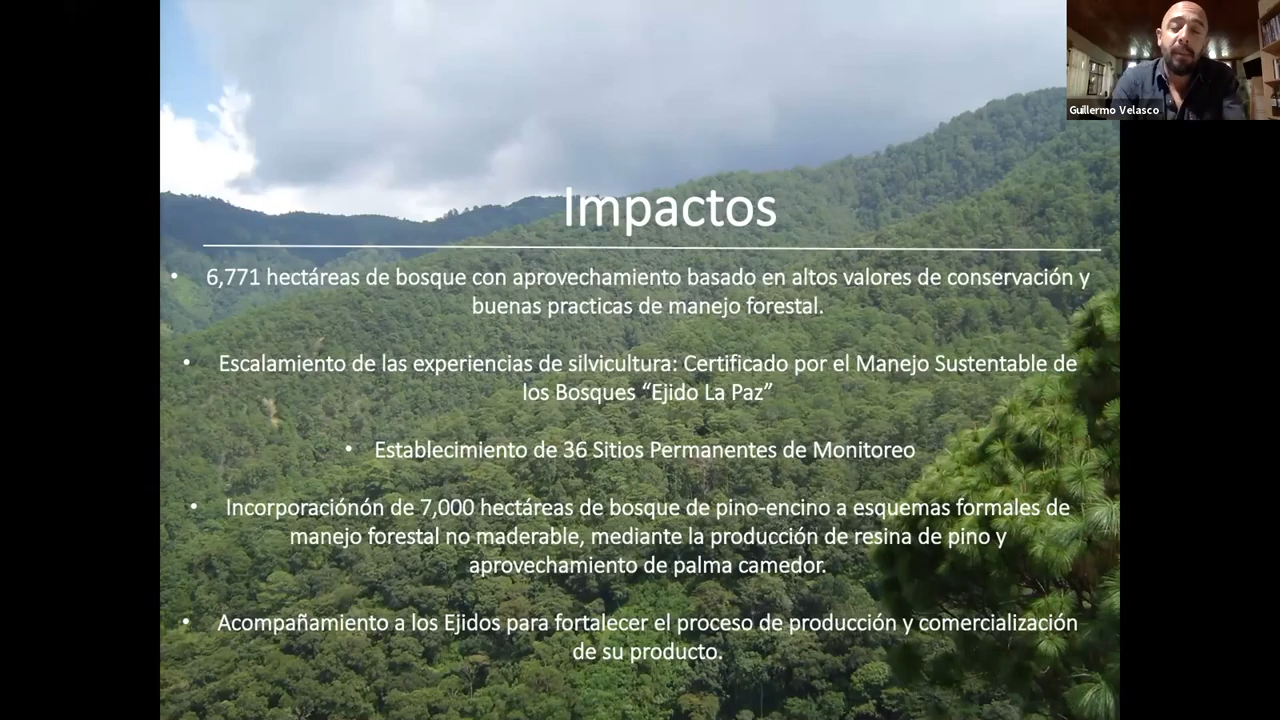 Guillermo Velasco
Impactos
• 6,771 hectáreas de bosque con aprovechamiento basado en altos valores de conservación y
buenas practicas de manejo forestal.
• Escalamiento de las experiencias de silvicultura: Certificado por el Manejo Sustentable de
los Bosques “Ejido La Paz”
• Establecimiento de 36 Sitios Permanentes de Monitoreo
• Incorporaciónón de 7,000 hectáreas de bosque de pino-encino a esquemas formales de
manejo forestal no maderable, mediante la producción de resina de pino y
aprovechamiento de palma camedor.
• Acompañamiento a los Ejidos para fortalecer el proceso de producción y comercialización
de su producto.